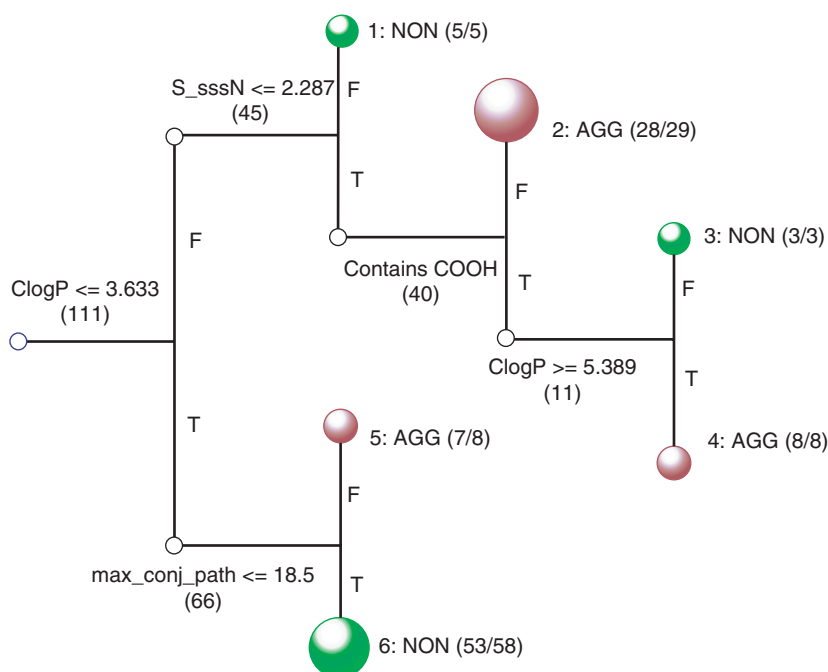 1: NON (5/5)
S_sssN <= 2.287
(45)
F
T
2: AGG (28/29)
F
Contains COOH
(40)
T
3: NON (3/3)
F
ClogP <= 3.633
(111)
F
T
ClogP >= 5.389
(11)
T
4: AGG (8/8)
5: AGG (7/8)
F
max_conj_path <= 18.5
(66)
T
6: NON (53/58)